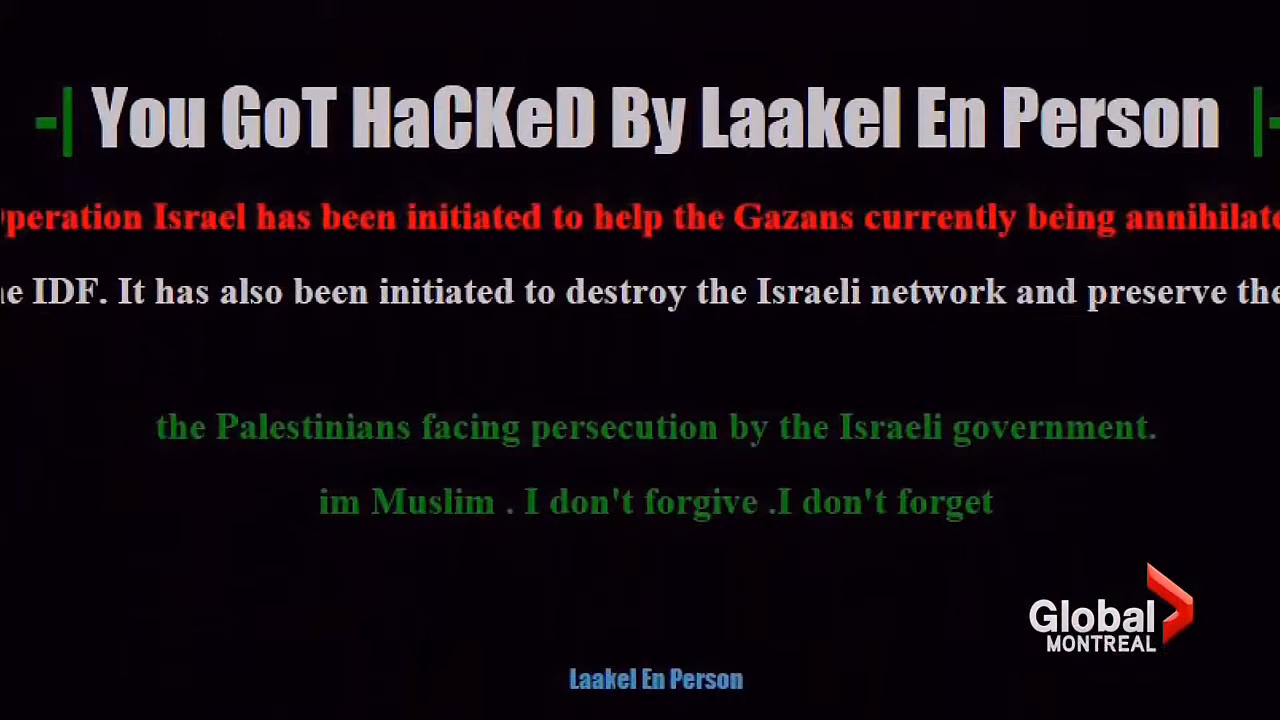 -| You GoT HaCKeD By Laakel En Person |-
peration Israel has been initiated to help the Gazans currently being annihilate
e IDF. It has also been initiated to destroy the Israeli network and preserve the
the Palestinians facing persecution by the Israeli government.
im Muslim . I don't forgive .I don't forget
Global
MONTREAL
Laakel En Person